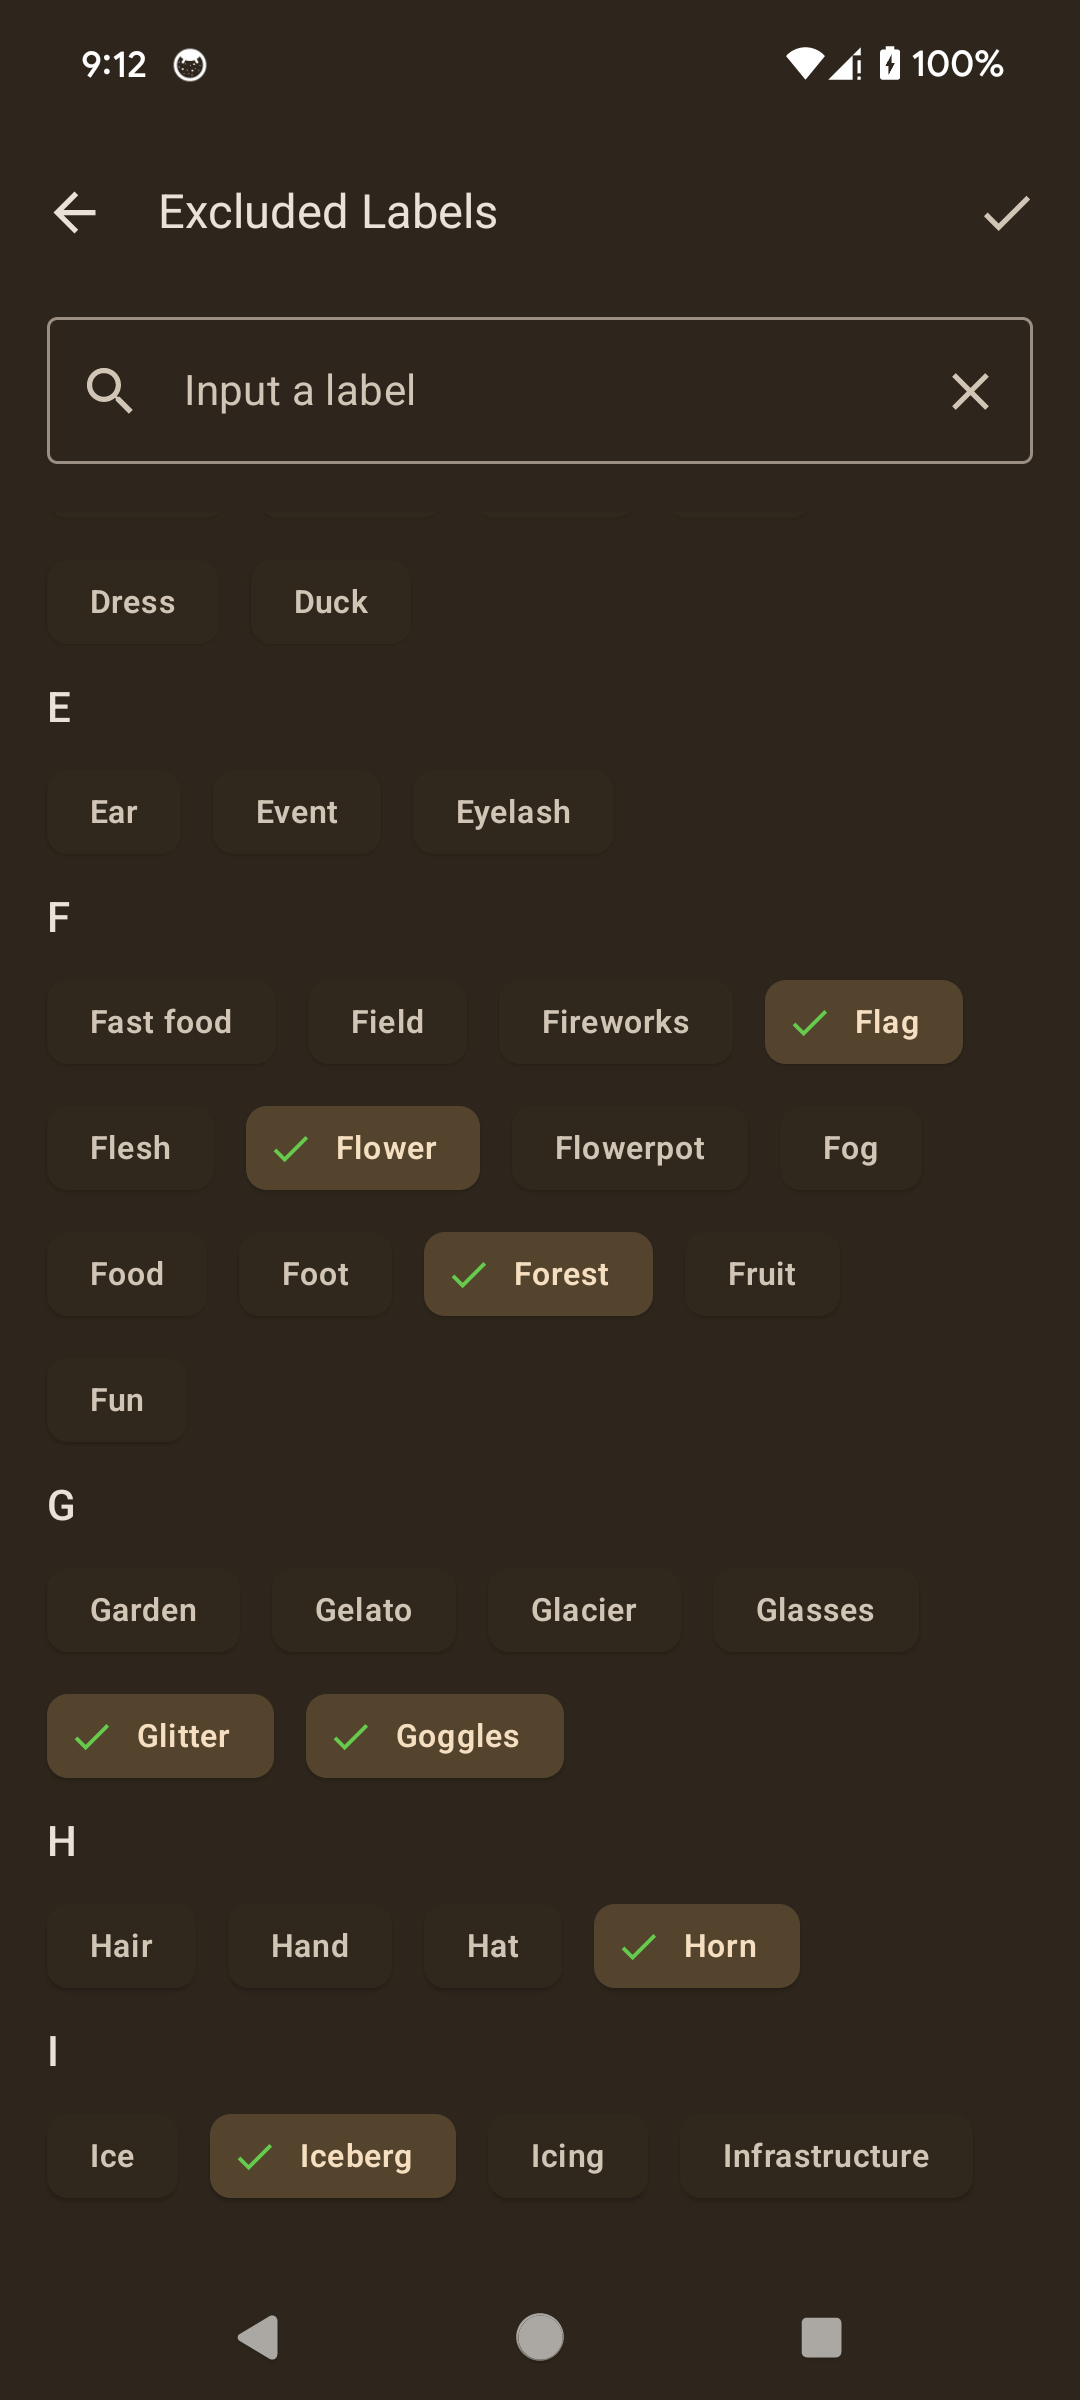 9:12 100%
Excluded Labels
Input a label
Dress Duck
E
Ear Event Eyelash
F
Fast food Field Fireworks Flag
Flesh Flower Flowerpot Fog
Food Foot Forest Fruit
Fun
G
Garden Gelato Glacier Glasses
Glitter Goggles
H
Hair Hand Hat Horn
I
Ice Iceberg Icing Infrastructure